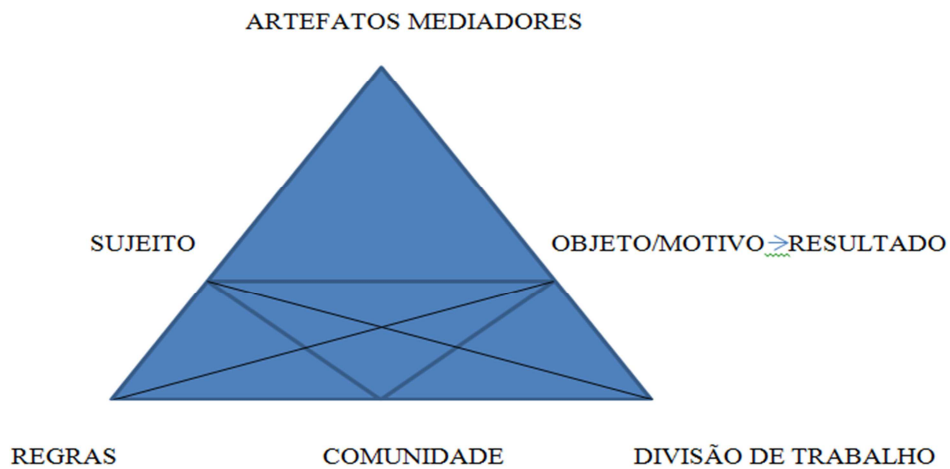 ARTEFATOS MEDIADORES
SUJEITO
OBJETO/MOTIVO→RESULTADO
REGRAS
COMUNIDADE
DIVISÃO DE TRABALHO